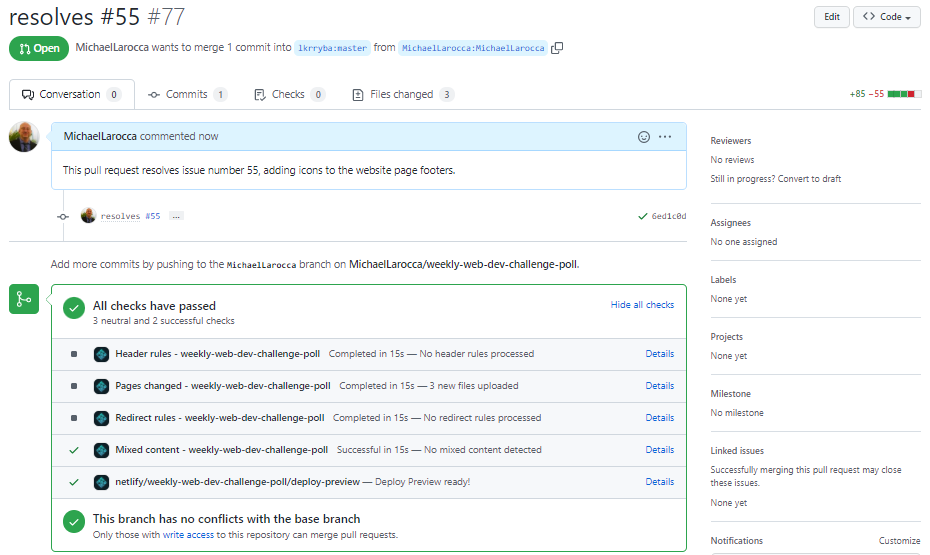 resolves #55 #77
Edit
Code
Open
MichaelLarocca wants to merge 1 commit into lkrryba:master from MichaelLarocca:MichaelLarocca
Conversation 0
Commits 1
Checks 0
Files changed 3
+85 −55
MichaelLarocca commented now
This pull request resolves issue number 55, adding icons to the website page footers.
resolves #55 ...
6ed1c0d
Add more commits by pushing to the MichaelLarocca branch on MichaelLarocca/weekly-web-dev-challenge-poll.
All checks have passed
3 neutral and 2 successful checks
Hide all checks
Header rules - weekly-web-dev-challenge-poll Completed in 15s — No header rules processed Details
Pages changed - weekly-web-dev-challenge-poll Completed in 15s — 3 new files uploaded Details
Redirect rules - weekly-web-dev-challenge-poll Completed in 15s — No redirect rules processed Details
Mixed content - weekly-web-dev-challenge-poll Successful in 15s — No mixed content detected Details
netlify/weekly-web-dev-challenge-poll/deploy-preview — Deploy Preview ready! Details
This branch has no conflicts with the base branch
Only those with write access to this repository can merge pull requests.
Reviewers
No reviews
Still in progress? Convert to draft
Assignees
No one assigned
Labels
None yet
Projects
None yet
Milestone
No milestone
Linked issues
Successfully merging this pull request may close
these issues.
None yet
Notifications Customize